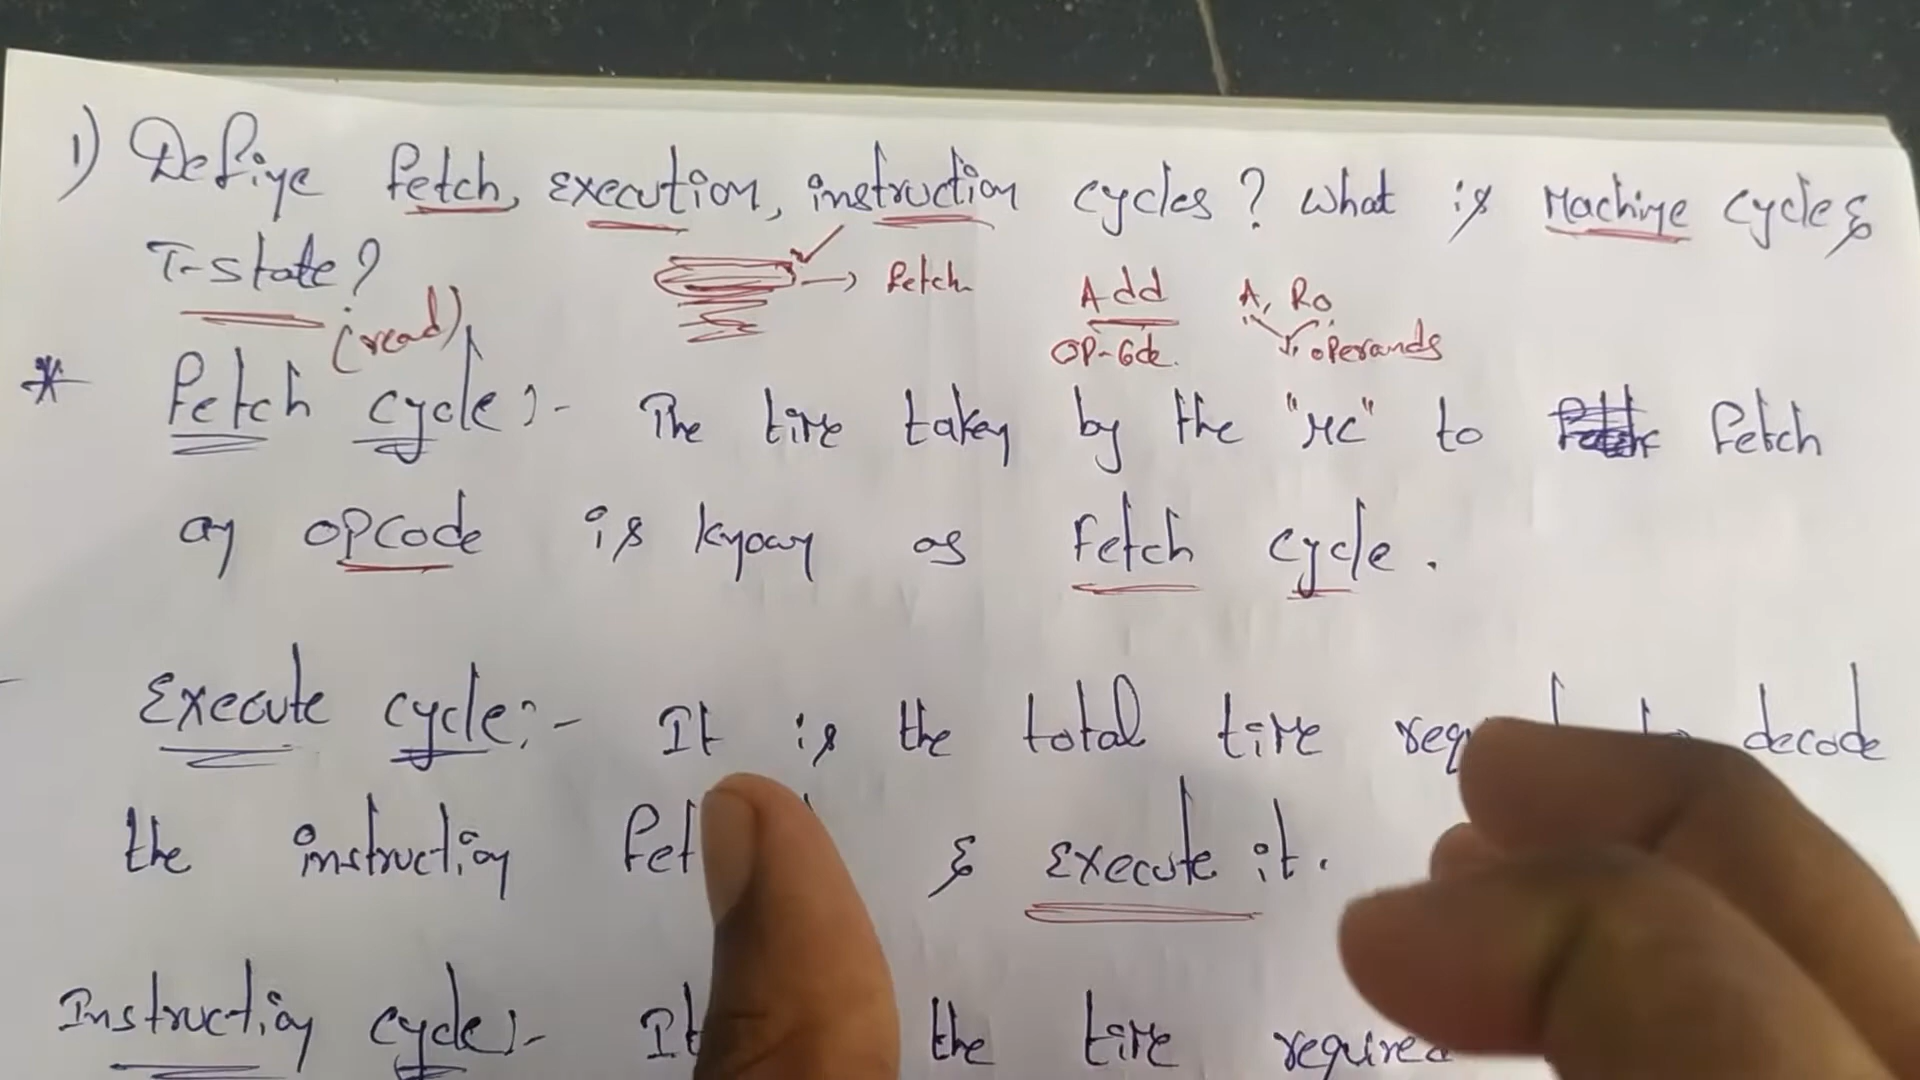 1) Define fetch, execution, instruction cycles? What is Machine cycle &
T-state?
→ fetch
Add A, R0
(read)
OP-Code operands
* Fetch cycle:- The time taken by the "MC" to fetch
an opcode is known as Fetch cycle.
Execute cycle:- It is the total time decode
the instruction & execute it.
Instruction cycle:- It the time required